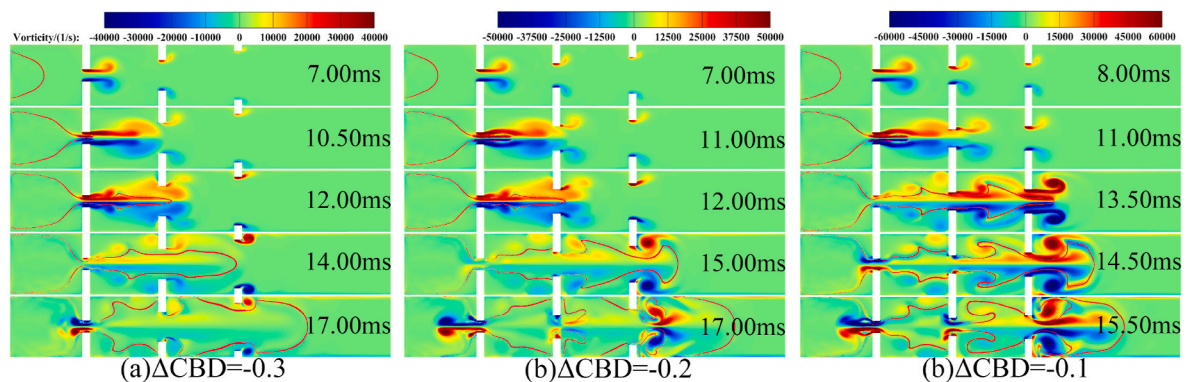 Vorticity/(1/s): -40000 -30000 -20000 -10000 0 10000 20000 30000 40000
7.00ms
10.50ms
12.00ms
14.00ms
17.00ms
(a)ΔCBD=-0.3
-50000 -37500 -25000 -12500 0 12500 25000 37500 50000
7.00ms
11.00ms
12.00ms
15.00ms
17.00ms
(b)ΔCBD=-0.2
-60000 -45000 -30000 -15000 0 15000 30000 45000 60000
8.00ms
11.00ms
13.50ms
14.50ms
15.50ms
(b)ΔCBD=-0.1